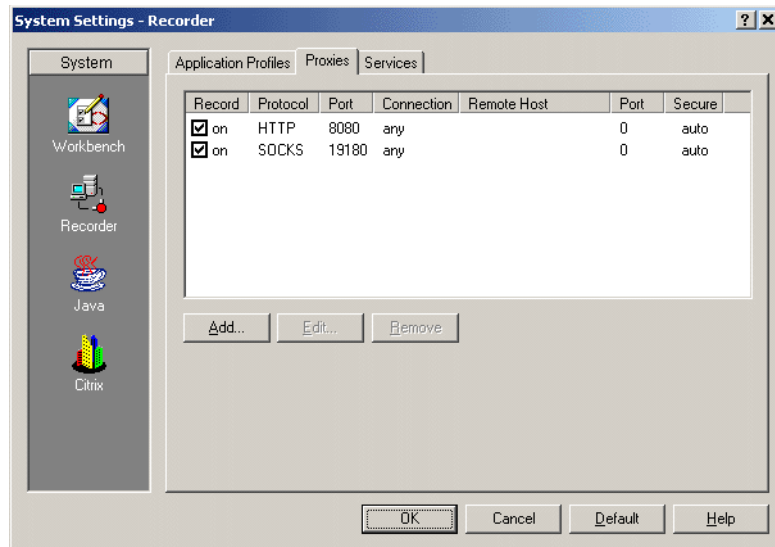 System Settings - Recorder
System
Workbench
Recorder
Java
Citrix
Application Profiles Proxies Services
Record Protocol Port Connection Remote Host Port Secure
on HTTP 8080 any 0 auto
on SOCKS 19180 any 0 auto
Add... Edit... Remove
OK Cancel Default Help